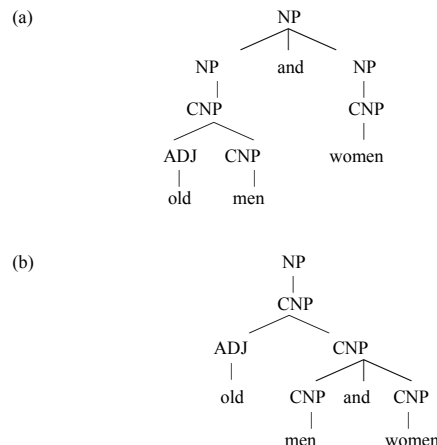 (a) NP
NP and NP
CNP CNP
ADJ CNP women
old men
(b) NP
CNP
ADJ CNP
old CNP and CNP
men women